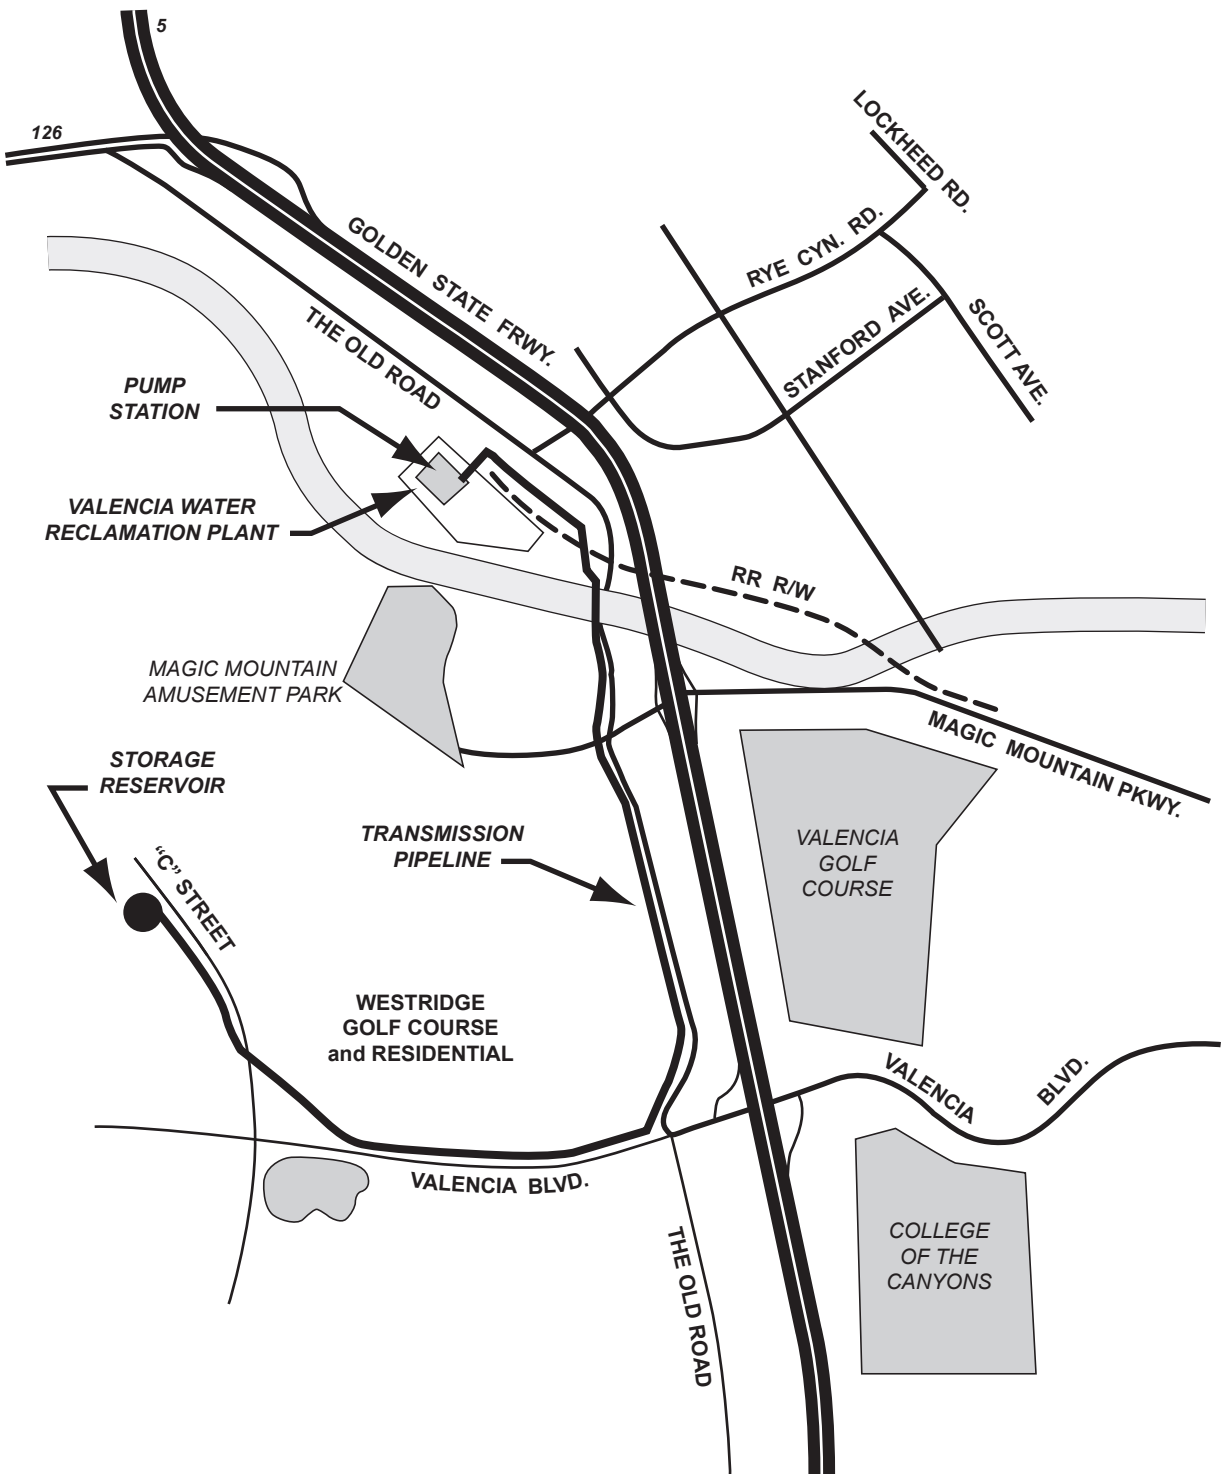 5
126
LOCKHEED RD.
RYE CYN. RD.
GOLDEN STATE FRWY.
STANFORD AVE.
SCOTT AVE.
THE OLD ROAD
PUMP
STATION
VALENCIA WATER
RECLAMATION PLANT
RR R/W
MAGIC MOUNTAIN
AMUSEMENT PARK
MAGIC MOUNTAIN PKWY.
STORAGE
RESERVOIR
TRANSMISSION
PIPELINE
VALENCIA
GOLF
COURSE
"C" STREET
WESTRIDGE
GOLF COURSE
and RESIDENTIAL
VALENCIA BLVD.
VALENCIA BLVD.
THE OLD ROAD
COLLEGE
OF THE
CANYONS